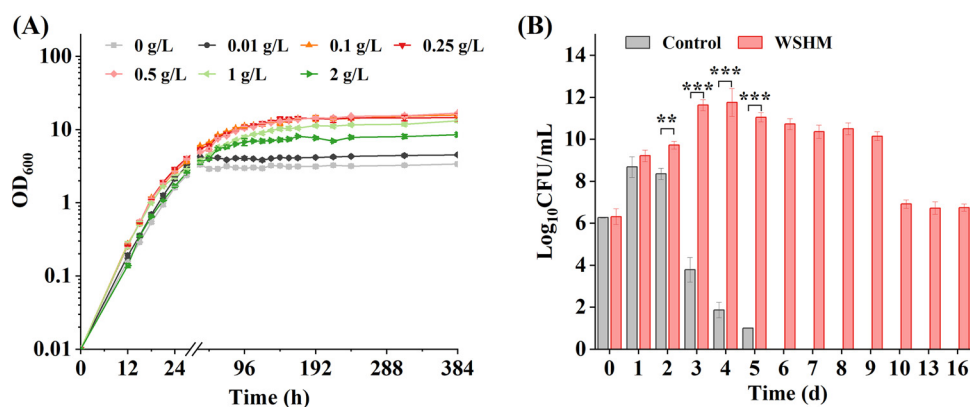 (A)
0 g/L 0.01 g/L 0.1 g/L 0.25 g/L
0.5 g/L 1 g/L 2 g/L
OD600
100
10
1
0.1
0.01
0 12 24 96 192 288 384
Time (h)
(B)
Control WSHM
Log10CFU/mL
14
12
10
8
6
4
2
0
** *** *** ***
0 1 2 3 4 5 6 7 8 9 10 13 16
Time (d)